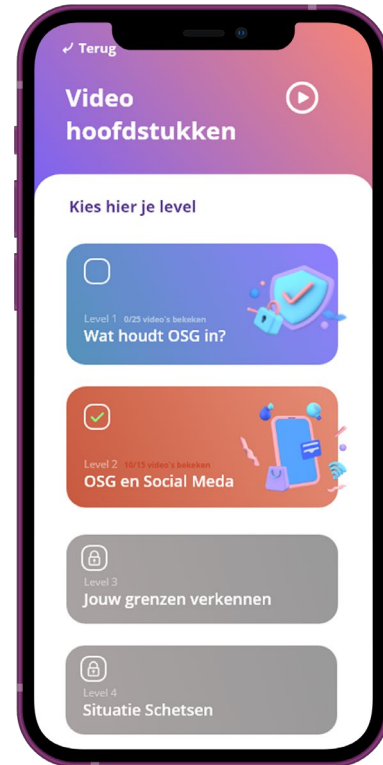 Terug
Video
hoofdstukken
Kies hier je level
Level 1 0/25 video's bekeken
Wat houdt OSG in?
Level 2 10/15 video's bekeken
OSG en Social Meda
Level 3
Jouw grenzen verkennen
Level 4
Situatie Schetsen